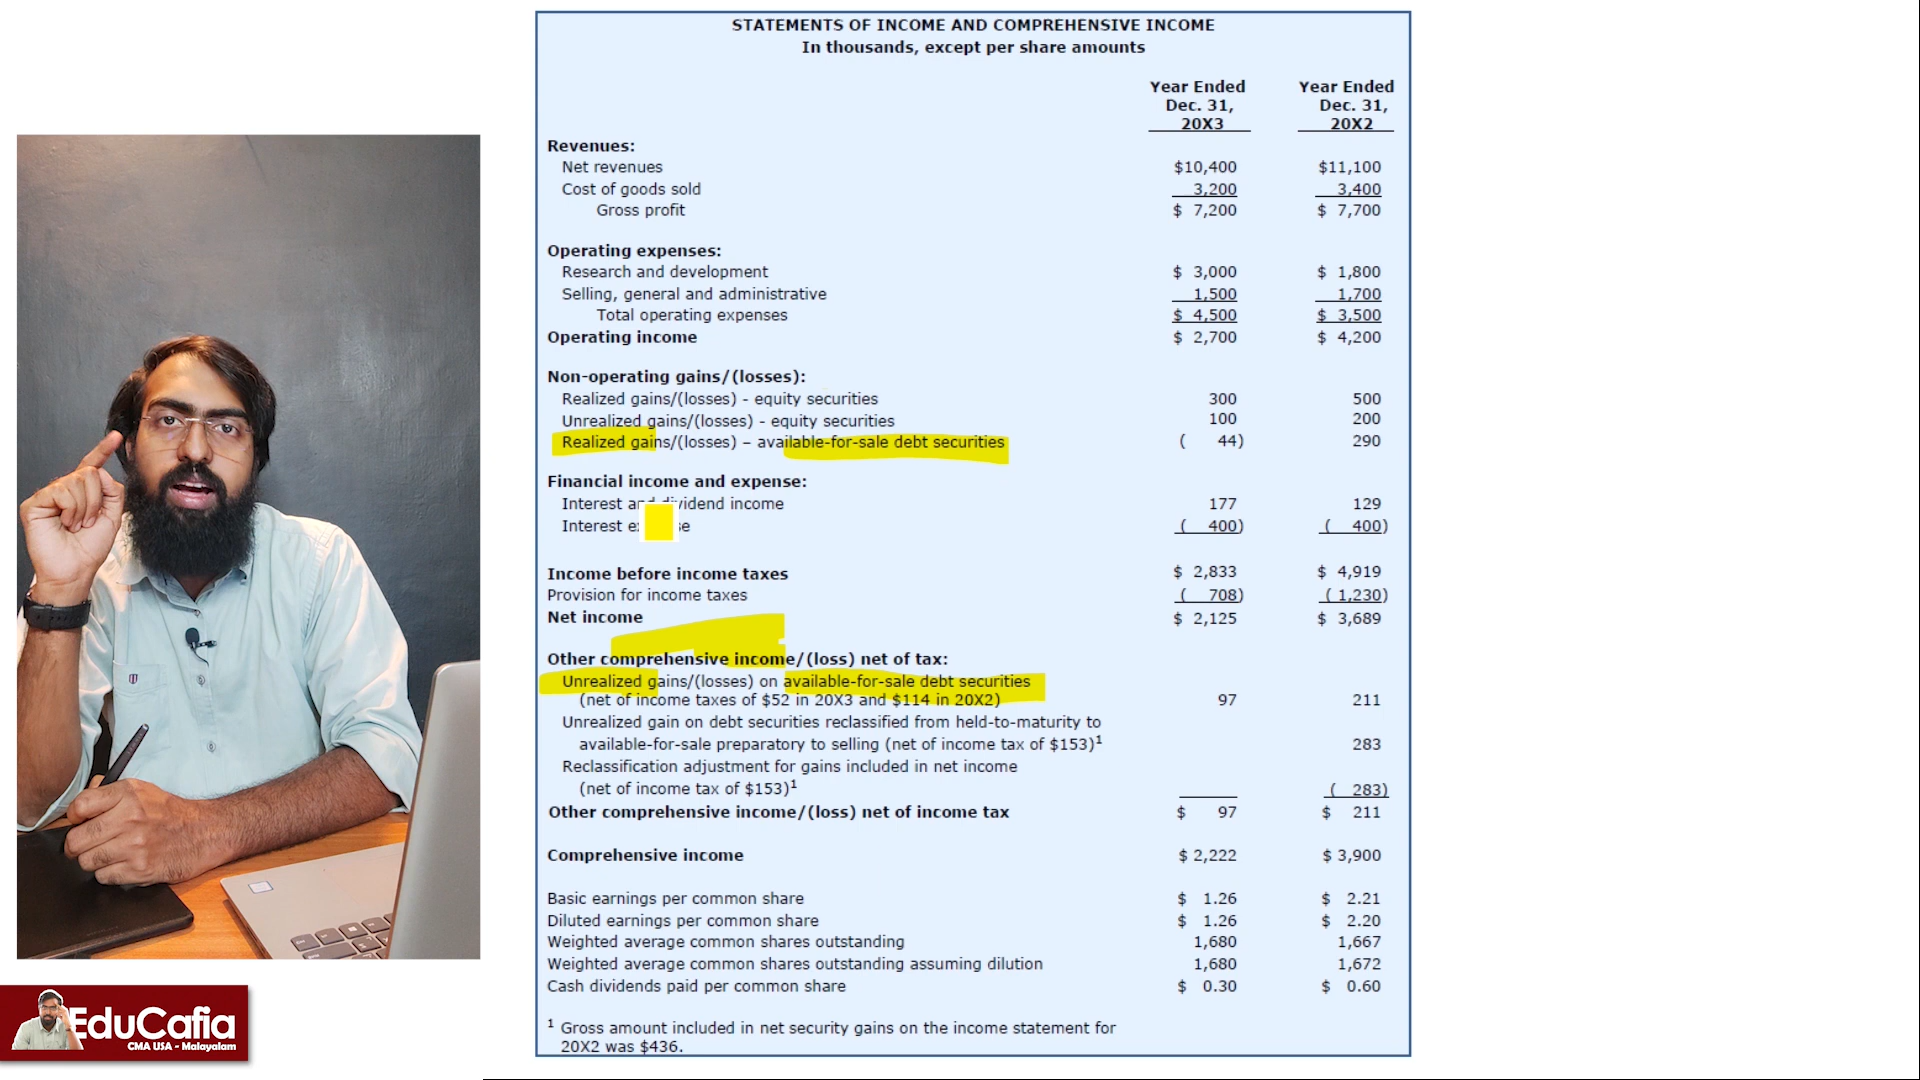 STATEMENTS OF INCOME AND COMPREHENSIVE INCOME
In thousands, except per share amounts
Year Ended Dec. 31, 20X3 Year Ended Dec. 31, 20X2
Revenues:
Net revenues $10,400 $11,100
Cost of goods sold 3,200 3,400
Gross profit $ 7,200 $ 7,700
Operating expenses:
Research and development $ 3,000 $ 1,800
Selling, general and administrative 1,500 1,700
Total operating expenses $ 4,500 $ 3,500
Operating income $ 2,700 $ 4,200
Non-operating gains/(losses):
Realized gains/(losses) - equity securities 300 500
Unrealized gains/(losses) - equity securities 100 200
Realized gains/(losses) – available-for-sale debt securities ( 44) 290
Financial income and expense:
Interest and dividend income 177 129
Interest ( 400) ( 400)
Income before income taxes $ 2,833 $ 4,919
Provision for income taxes ( 708) ( 1,230)
Net income $ 2,125 $ 3,689
Other comprehensive income/(loss) net of tax:
Unrealized gains/(losses) on available-for-sale debt securities
(net of income taxes of $52 in 20X3 and $114 in 20X2) 97 211
Unrealized gain on debt securities reclassified from held-to-maturity to
available-for-sale preparatory to selling (net of income tax of $153)¹ 283
Reclassification adjustment for gains included in net income
(net of income tax of $153)¹ ( 283)
Other comprehensive income/(loss) net of income tax $ 97 $ 211
Comprehensive income $ 2,222 $ 3,900
Basic earnings per common share $ 1.26 $ 2.21
Diluted earnings per common share $ 1.26 $ 2.20
Weighted average common shares outstanding 1,680 1,667
Weighted average common shares outstanding assuming dilution 1,680 1,672
Cash dividends paid per common share $ 0.30 $ 0.60
¹ Gross amount included in net security gains on the income statement for
20X2 was $436.
EduCafia
CMA USA - Malayalam